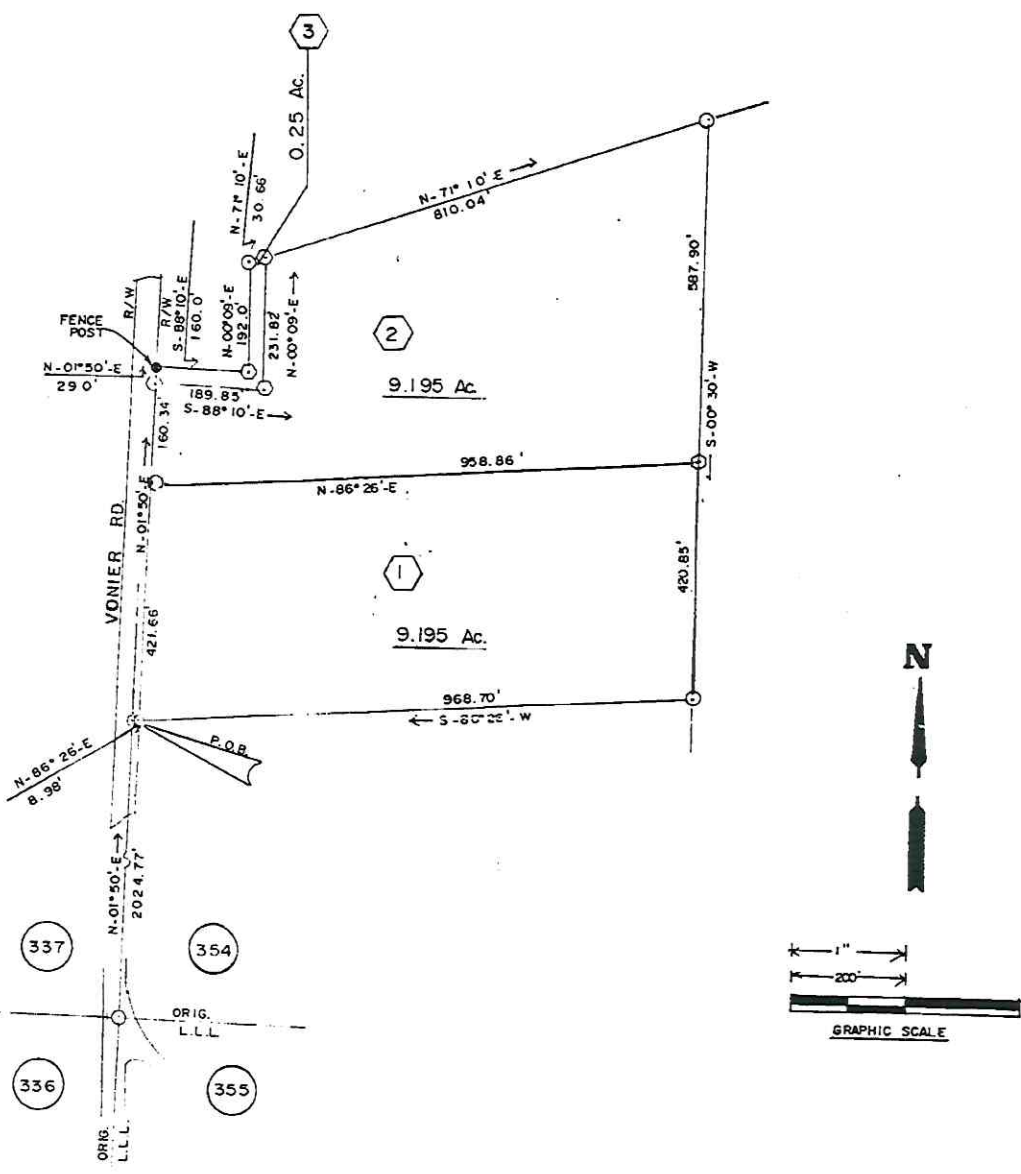 3
0.25 Ac.
N-71° 10'-E
30.66'
N-71° 10'-E
810.04'
R/W
R/W
S-88° 10'-E
160.0'
N-00° 09'-E
192.0'
231.82'
N-00° 09'-E
587.90'
FENCE
POST
N-01° 50'-E
29.0'
189.85'
S-88° 10'-E
2
9.195 Ac.
S-00° 30'-W
160.34'
N-01° 50'-E
958.86'
N-86° 26'-E
VONIER RD.
421.66'
1
9.195 Ac.
420.85'
968.70'
P.O.B.
N-86° 26'-E
8.98'
N-01° 50'-E
2024.77'
N
337
354
ORIG.
L.L.L.
336
355
ORIG.
L.L.L.
1"
200'
GRAPHIC SCALE